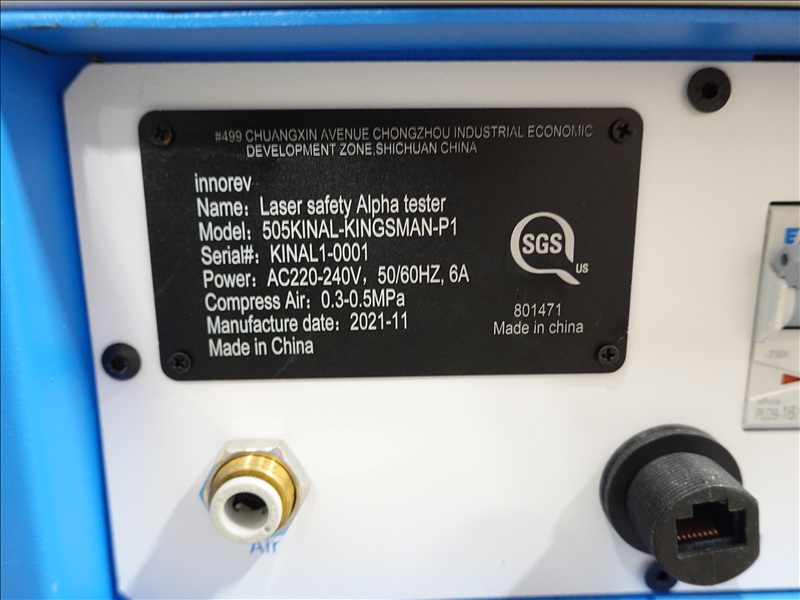 #499 CHUANGXIN AVENUE CHONGZHOU INDUSTRIAL ECONOMIC
DEVELOPMENT ZONE,SHICHUAN CHINA
innorev
Name: Laser safety Alpha tester
Model: 505KINAL-KINGSMAN-P1
Serial#: KINAL1-0001
Power: AC220-240V, 50/60HZ, 6A
Compress Air: 0.3-0.5MPa
Manufacture date: 2021-11
Made in China
SGS
US
801471
Made in china
Air
E
~230V